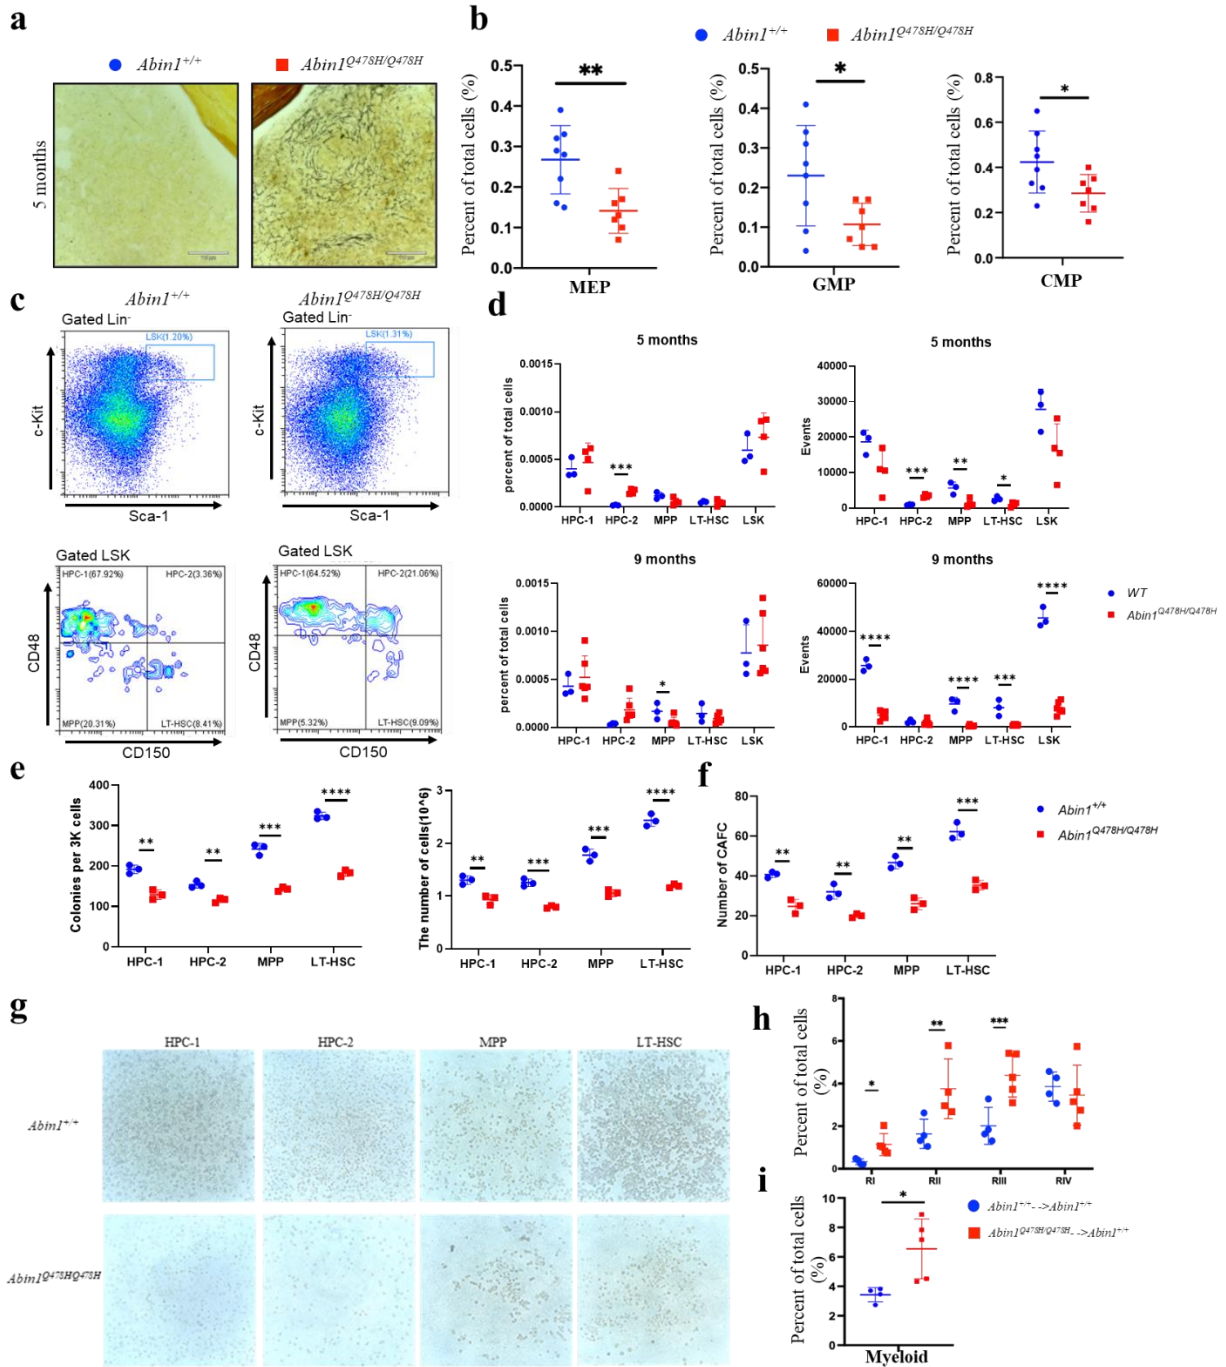 a
Abin1+/+
Abin1Q478H/Q478H
5 months
b
Abin1+/+
Abin1Q478H/Q478H
Percent of total cells (%)
0.5
0.4
0.3
0.2
0.1
0.0
**
MEP
Percent of total cells (%)
0.5
0.4
0.3
0.2
0.1
0.0
*
GMP
Percent of total cells (%)
0.8
0.6
0.4
0.2
0.0
*
CMP
c
Abin1+/+
Abin1Q478H/Q478H
Gated Lin-
LSK(1.20%)
c-Kit
Sca-1
Gated Lin-
LSK(1.31%)
c-Kit
Sca-1
Gated LSK
HPC-1(67.92%)
HPC-2(3.36%)
MPP(20.31%)
LT-HSC(8.41%)
CD48
CD150
Gated LSK
HPC-1(64.52%)
HPC-2(21.06%)
MPP(5.32%)
LT-HSC(9.09%)
CD48
CD150
d
5 months
percent of total cells
0.0015
0.0010
0.0005
0.0000
***
HPC-1 HPC-2 MPP LT-HSC LSK
5 months
Events
40000
30000
20000
10000
0
*** ** *
HPC-1 HPC-2 MPP LT-HSC LSK
9 months
percent of total cells
0.0015
0.0010
0.0005
0.0000
*
HPC-1 HPC-2 MPP LT-HSC LSK
9 months
Events
60000
40000
20000
0
**** **** *** ****
HPC-1 HPC-2 MPP LT-HSC LSK
WT
Abin1Q478H/Q478H
e
Colonies per 3K cells
400
300
200
100
0
** ** *** ****
HPC-1 HPC-2 MPP LT-HSC
The number of cells(10^6)
3
2
1
0
** *** *** ****
HPC-1 HPC-2 MPP LT-HSC
f
Number of CAFC
80
60
40
20
0
** ** ** ***
HPC-1 HPC-2 MPP LT-HSC
Abin1+/+
Abin1Q478H/Q478H
g
HPC-1 HPC-2 MPP LT-HSC
Abin1+/+
Abin1Q478HQ478H
h
Percent of total cells
(%)
8
6
4
2
0
* ** ***
RI RII RIII RIV
i
Percent of total cells
(%)
10
8
6
4
2
0
*
Myeloid
Abin1+/+-->Abin1+/+
Abin1Q478H/Q478H-->Abin1+/+